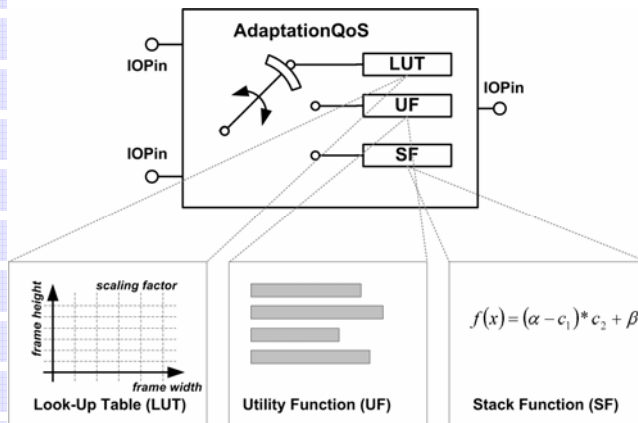 AdaptationQoS
IOPin
LUT
UF
IOPin
SF
IOPin
scaling factor
frame height
frame width
f(x) = (α − c₁)* c₂ + β
Look-Up Table (LUT)
Utility Function (UF)
Stack Function (SF)